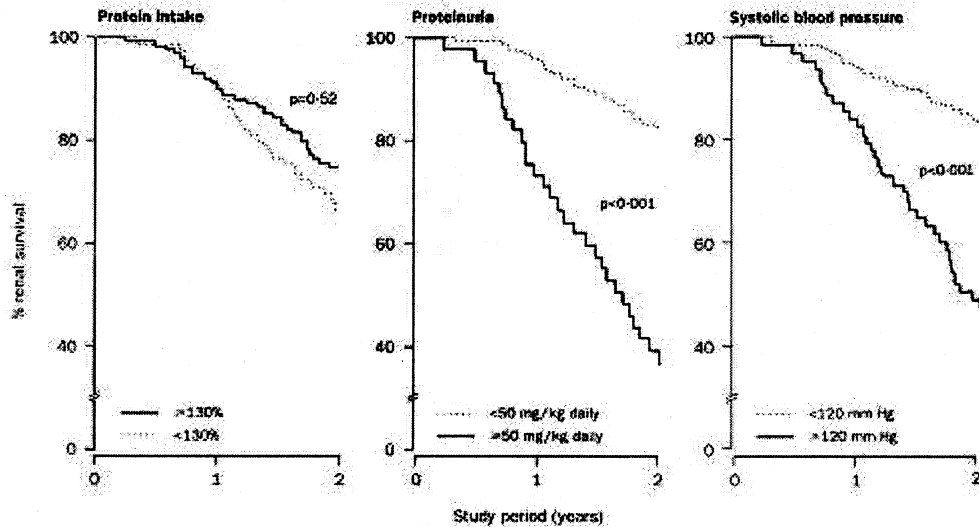 Protein intake
Proteinuria
Systolic blood pressure
% renal survival
100
80
60
40
0
p=0·52
>130%
<130%
0
1
2
100
80
60
40
0
p<0·001
<50 mg/kg daily
>50 mg/kg daily
0
1
2
100
80
60
40
0
p<0·001
<120 mm Hg
>120 mm Hg
0
1
2
Study period (years)